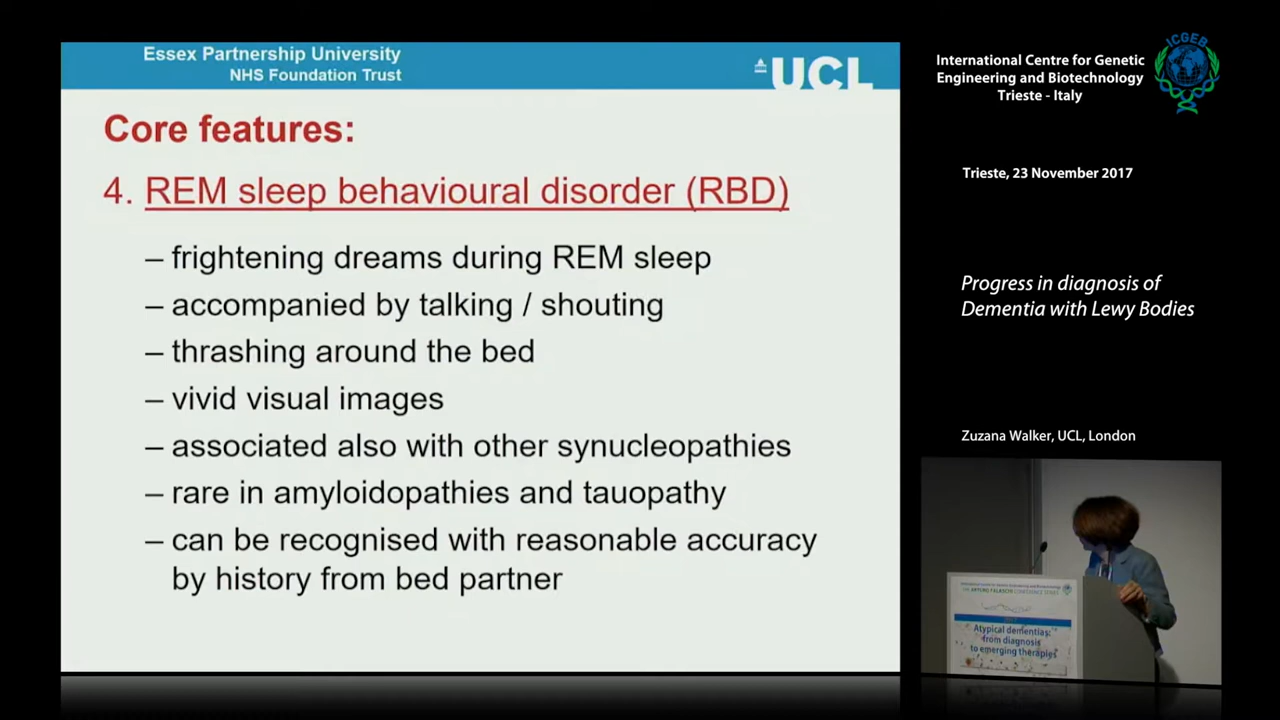 Essex Partnership University
NHS Foundation Trust
UCL
Core features:
4. REM sleep behavioural disorder (RBD)
– frightening dreams during REM sleep
– accompanied by talking / shouting
– thrashing around the bed
– vivid visual images
– associated also with other synucleopathies
– rare in amyloidopathies and tauopathy
– can be recognised with reasonable accuracy
by history from bed partner
International Centre for Genetic
Engineering and Biotechnology
Trieste - Italy
ICGEB
Trieste, 23 November 2017
Progress in diagnosis of
Dementia with Lewy Bodies
Zuzana Walker, UCL, London
Atypical dementias:
from diagnosis
to emerging therapies